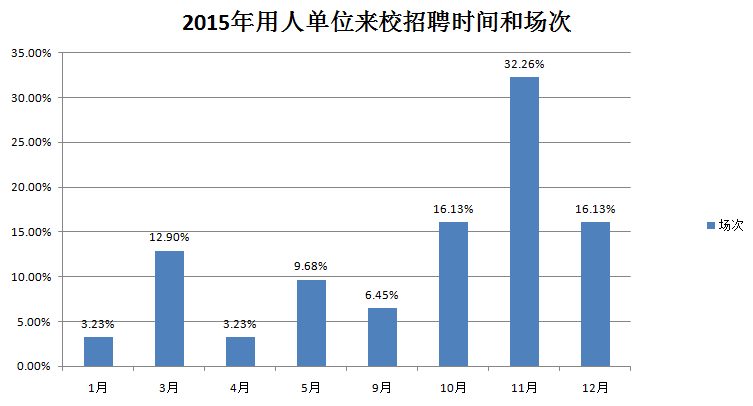 2015年用人单位来校招聘时间和场次
35.00%
30.00%
25.00%
20.00%
15.00%
10.00%
5.00%
0.00%
3.23%
12.90%
3.23%
9.68%
6.45%
16.13%
32.26%
16.13%
1月
3月
4月
5月
9月
10月
11月
12月
场次